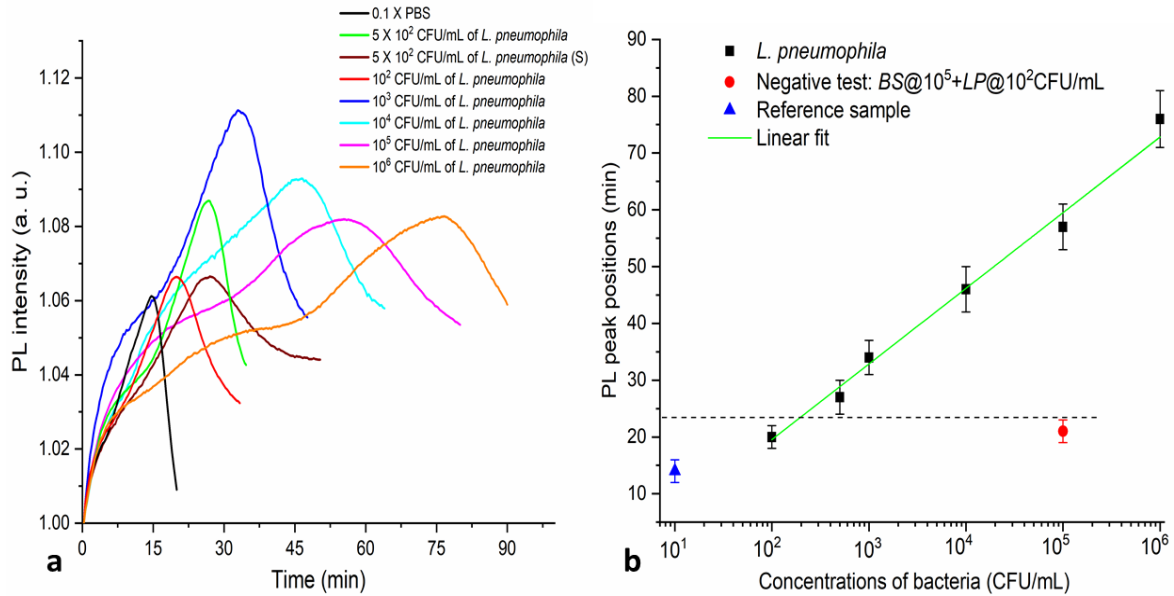 0.1 X PBS
5 X 10² CFU/mL of L. pneumophila
5 X 10² CFU/mL of L. pneumophila (S)
10² CFU/mL of L. pneumophila
10³ CFU/mL of L. pneumophila
10⁴ CFU/mL of L. pneumophila
10⁵ CFU/mL of L. pneumophila
10⁶ CFU/mL of L. pneumophila
PL intensity (a. u.)
1.12
1.10
1.08
1.06
1.04
1.02
1.00
0 15 30 45 60 75 90
Time (min)
a
L. pneumophila
Negative test: BS@10⁵+LP@10²CFU/mL
Reference sample
Linear fit
PL peak positions (min)
90
80
70
60
50
40
30
20
10
10¹ 10² 10³ 10⁴ 10⁵ 10⁶
Concentrations of bacteria (CFU/mL)
b